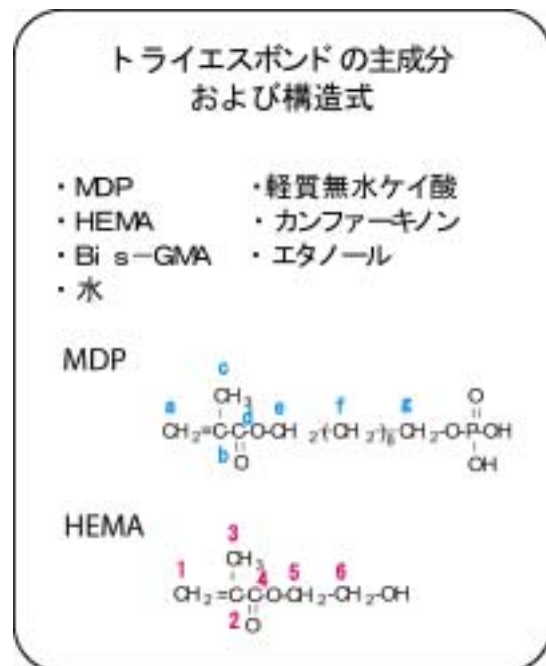 トライエスボンドの主成分
および構造式
・MDP ・軽質無水ケイ酸
・HEMA ・カンファーキノン
・Bis-GMA ・エタノール
・水
MDP
c
a CH3 d e f g O
CH2=C-C-O-CH2(CH2)8CH2-O-P-OH
b O OH
HEMA
3
1 CH3 4 5 6
CH2=C-C-O-CH2-CH2-OH
2 O